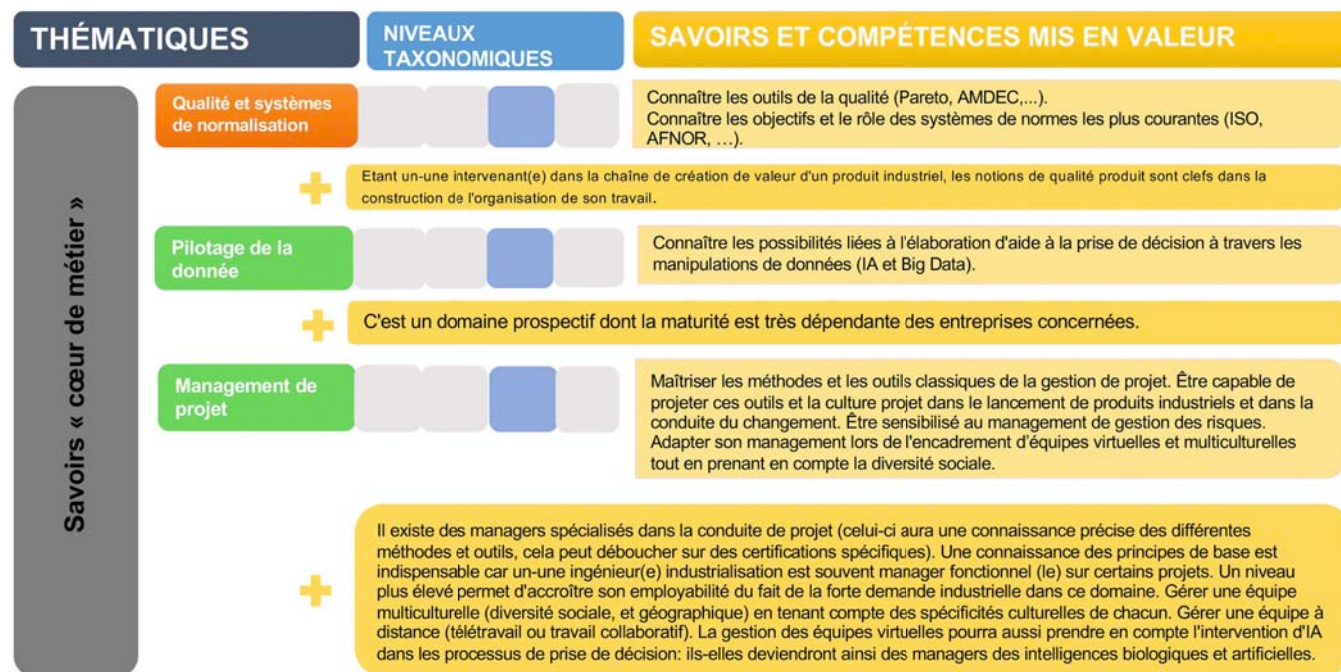 THÉMATIQUES
NIVEAUX
TAXONOMIQUES
SAVOIRS ET COMPÉTENCES MIS EN VALEUR
Savoirs « cœur de métier »
Qualité et systèmes
de normalisation
Connaître les outils de la qualité (Pareto, AMDEC,...).
Connaître les objectifs et le rôle des systèmes de normes les plus courantes (ISO,
AFNOR, …).
Etant un-une intervenant(e) dans la chaîne de création de valeur d'un produit industriel, les notions de qualité produit sont clefs dans la
construction de l'organisation de son travail.
Pilotage de la
donnée
Connaître les possibilités liées à l'élaboration d'aide à la prise de décision à travers les
manipulations de données (IA et Big Data).
C'est un domaine prospectif dont la maturité est très dépendante des entreprises concernées.
Management de
projet
Maîtriser les méthodes et les outils classiques de la gestion de projet. Être capable de
projeter ces outils et la culture projet dans le lancement de produits industriels et dans la
conduite du changement. Être sensibilisé au management de gestion des risques.
Adapter son management lors de l'encadrement d'équipes virtuelles et multiculturelles
tout en prenant en compte la diversité sociale.
Il existe des managers spécialisés dans la conduite de projet (celui-ci aura une connaissance précise des différentes
méthodes et outils, cela peut déboucher sur des certifications spécifiques). Une connaissance des principes de base est
indispensable car un-une ingénieur(e) industrialisation est souvent manager fonctionnel (le) sur certains projets. Un niveau
plus élevé permet d'accroître son employabilité du fait de la forte demande industrielle dans ce domaine. Gérer une équipe
multiculturelle (diversité sociale, et géographique) en tenant compte des spécificités culturelles de chacun. Gérer une équipe à
distance (télétravail ou travail collaboratif). La gestion des équipes virtuelles pourra aussi prendre en compte l'intervention d'IA
dans les processus de prise de décision: ils-elles deviendront ainsi des managers des intelligences biologiques et artificielles.